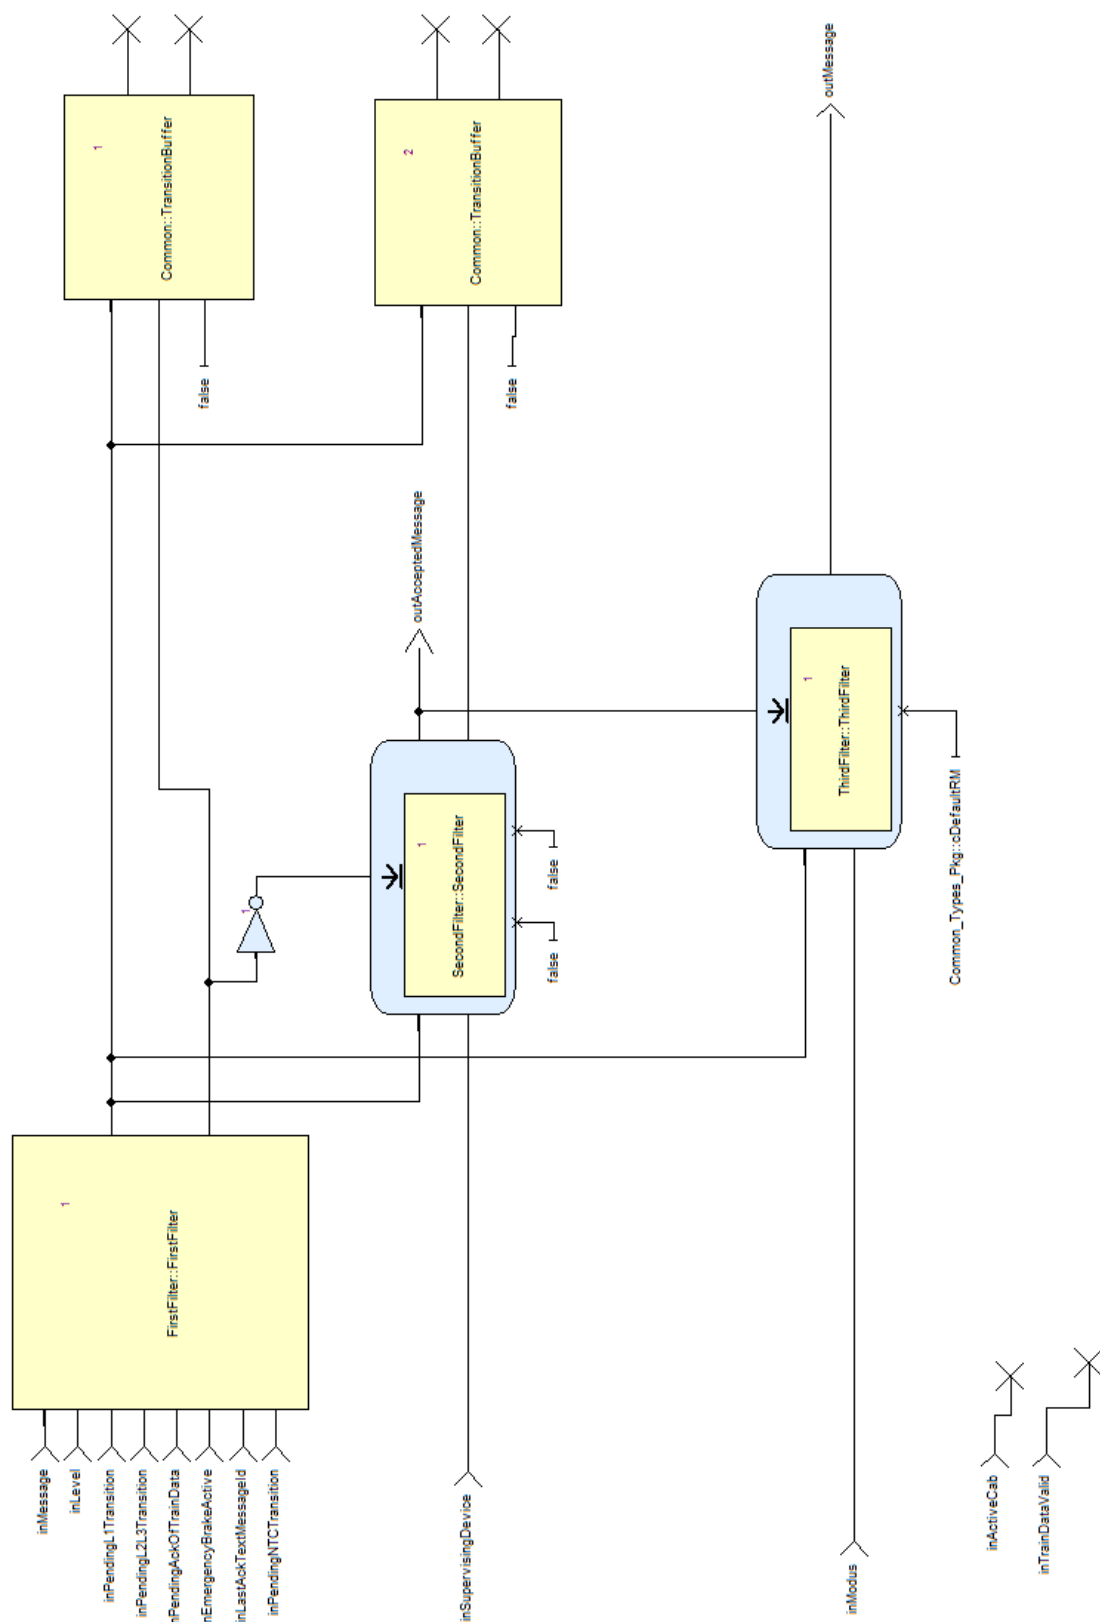 inMessage
inLevel
inPendingL1Transition
inPendingL2L3Transition
inPendingAckOfTrainData
inEmergencyBrakeActive
inLastAckTextMessageId
inPendingNTCTransition
1
FirstFilter::FirstFilter
1
Common::TransitionBuffer
false
2
Common::TransitionBuffer
false
1
outAcceptedMessage
1
SecondFilter::SecondFilter
false
false
inSupervisingDevice
outMessage
1
ThirdFilter::ThirdFilter
Common_Types_Pkg::cDefaultRM
inModus
inActiveCab
inTrainDataValid